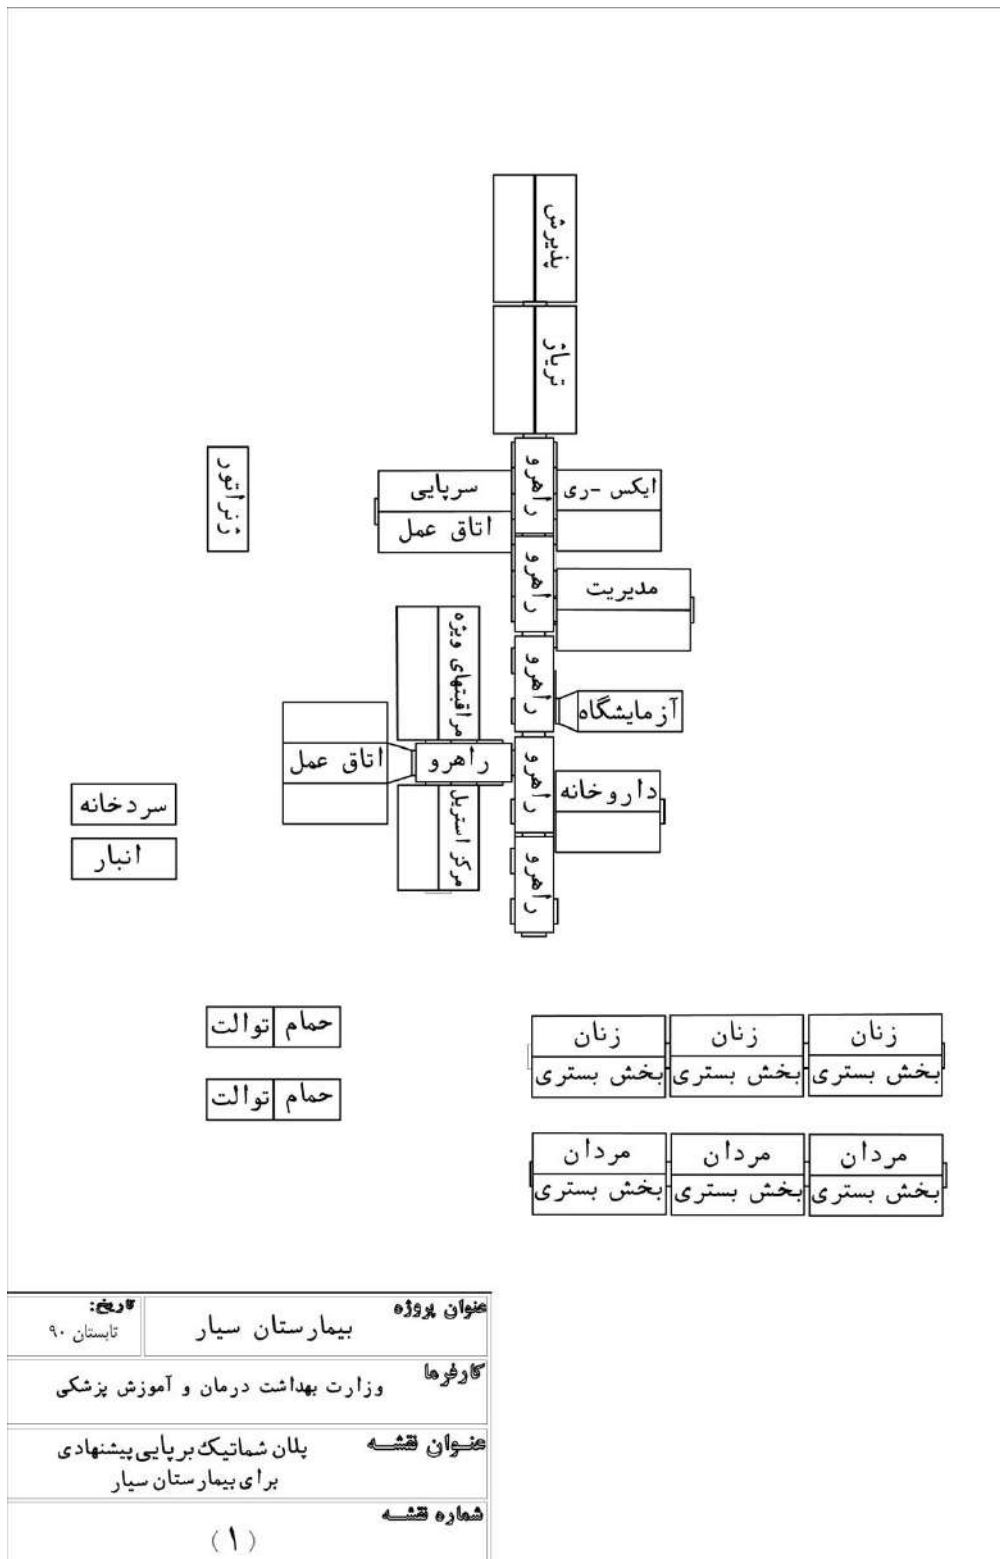 پذیرش
تریاژ
راهرو
ایکس -ری
سرپایی
اتاق عمل
ژنراتور
راهرو
مدیریت
مراقبتهای ویژه
راهرو
آزمایشگاه
اتاق عمل
راهرو
راهرو
داروخانه
سردخانه
مرکز استریل
انبار
راهرو
حمام توالت
زنان زنان زنان
بخش بستری بخش بستری بخش بستری
حمام توالت
مردان مردان مردان
بخش بستری بخش بستری بخش بستری
عنوان پروژه
بیمارستان سیار
تاریخ:
تابستان ۹۰
کارفرما
وزارت بهداشت درمان و آموزش پزشکی
عنوان نقشه
پلان شماتیک برپایی پیشنهادی
برای بیمارستان سیار
شماره نقشه
(۱)